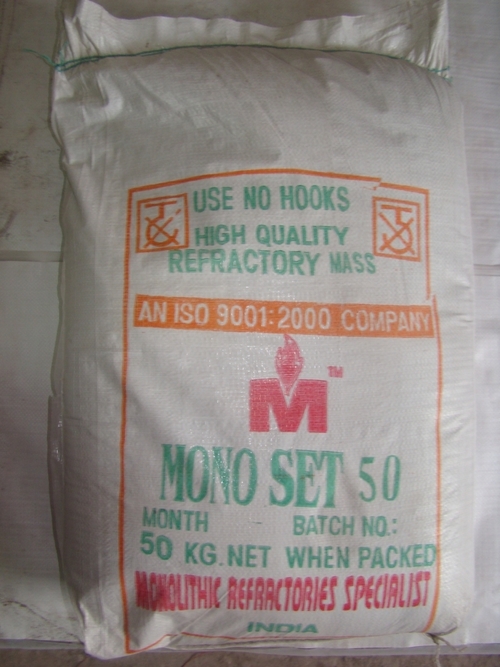 USE NO HOOKS
HIGH QUALITY
REFRACTORY MASS
AN ISO 9001:2000 COMPANY
M TM
MONO SET 50
MONTH BATCH NO.:
50 KG. NET WHEN PACKED
MONOLITHIC REFRACTORIES SPECIALIST
INDIA